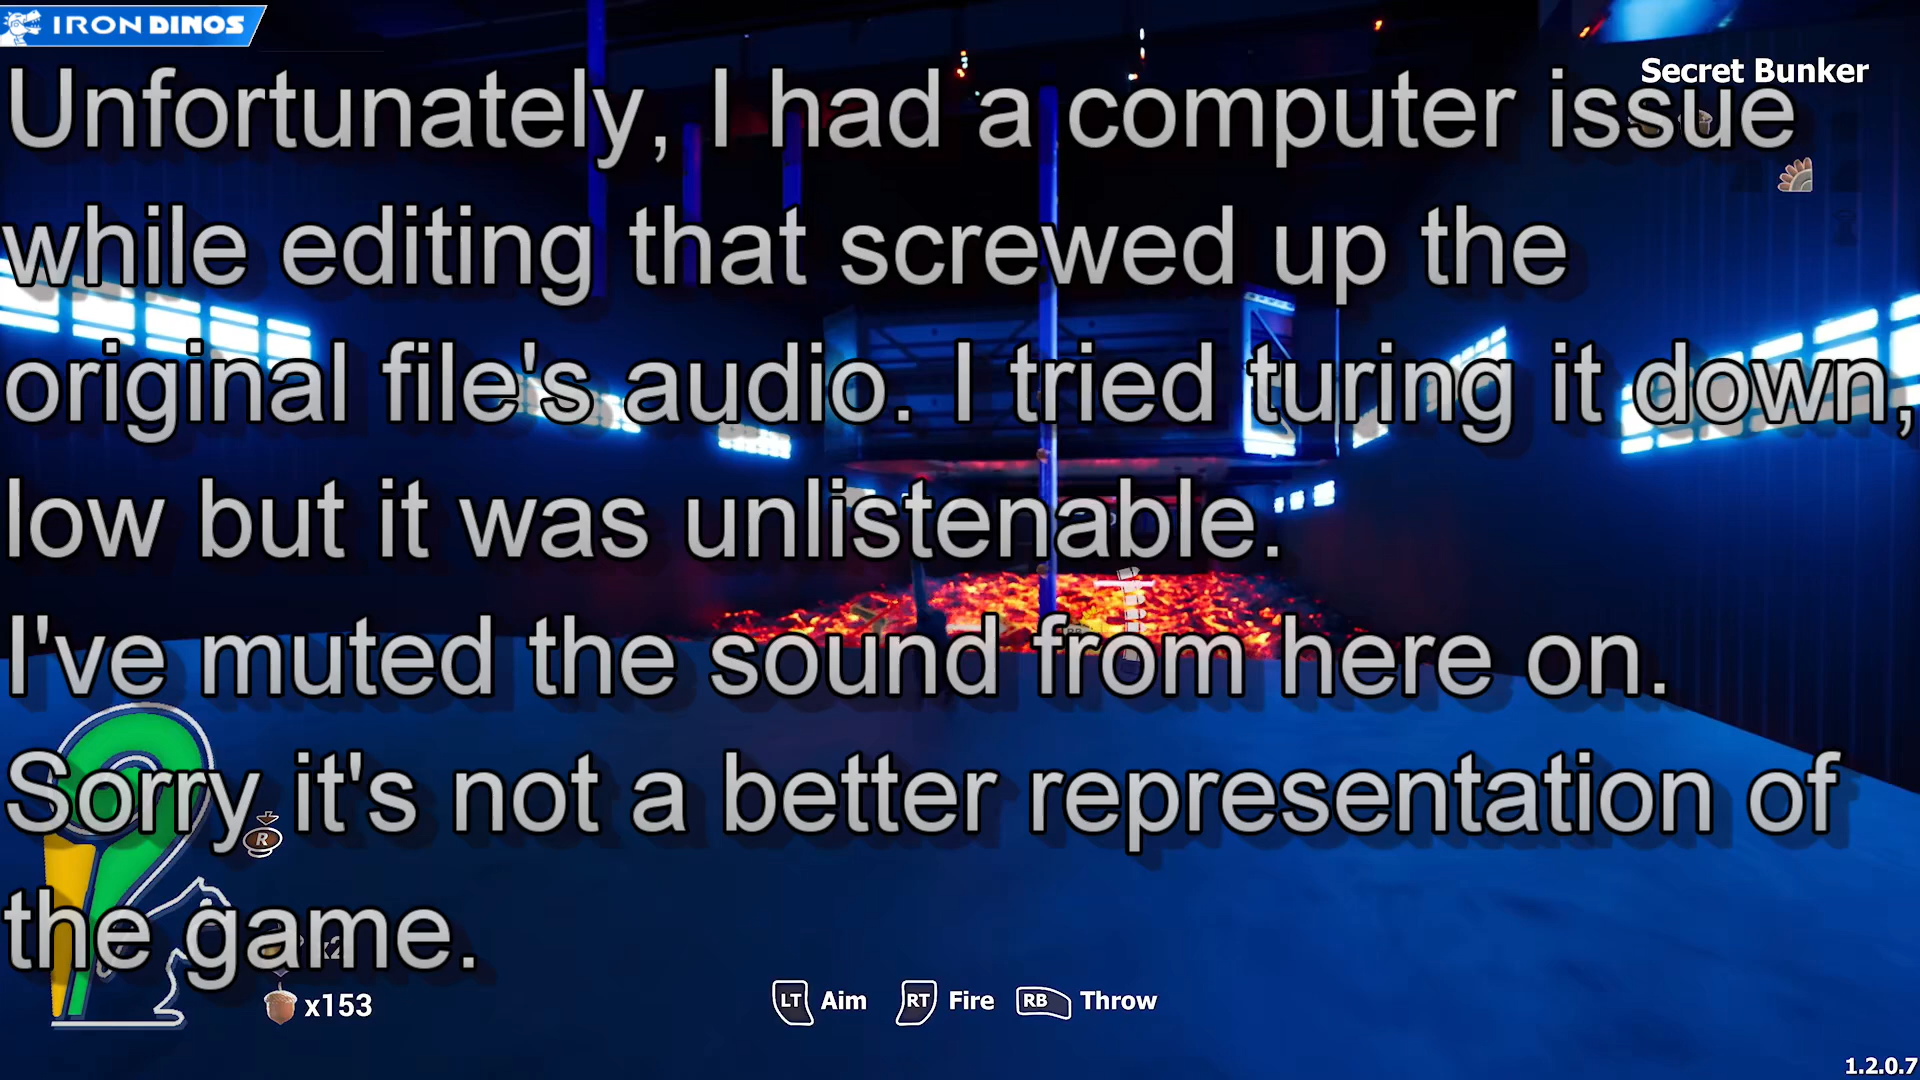 IRON DINOS
Secret Bunker
Unfortunately, I had a computer issue
while editing that screwed up the
original file's audio. I tried turing it down,
low but it was unlistenable.
I've muted the sound from here on.
Sorry it's not a better representation of
the game.
R
x153
LT Aim RT Fire RB Throw
1.2.0.7